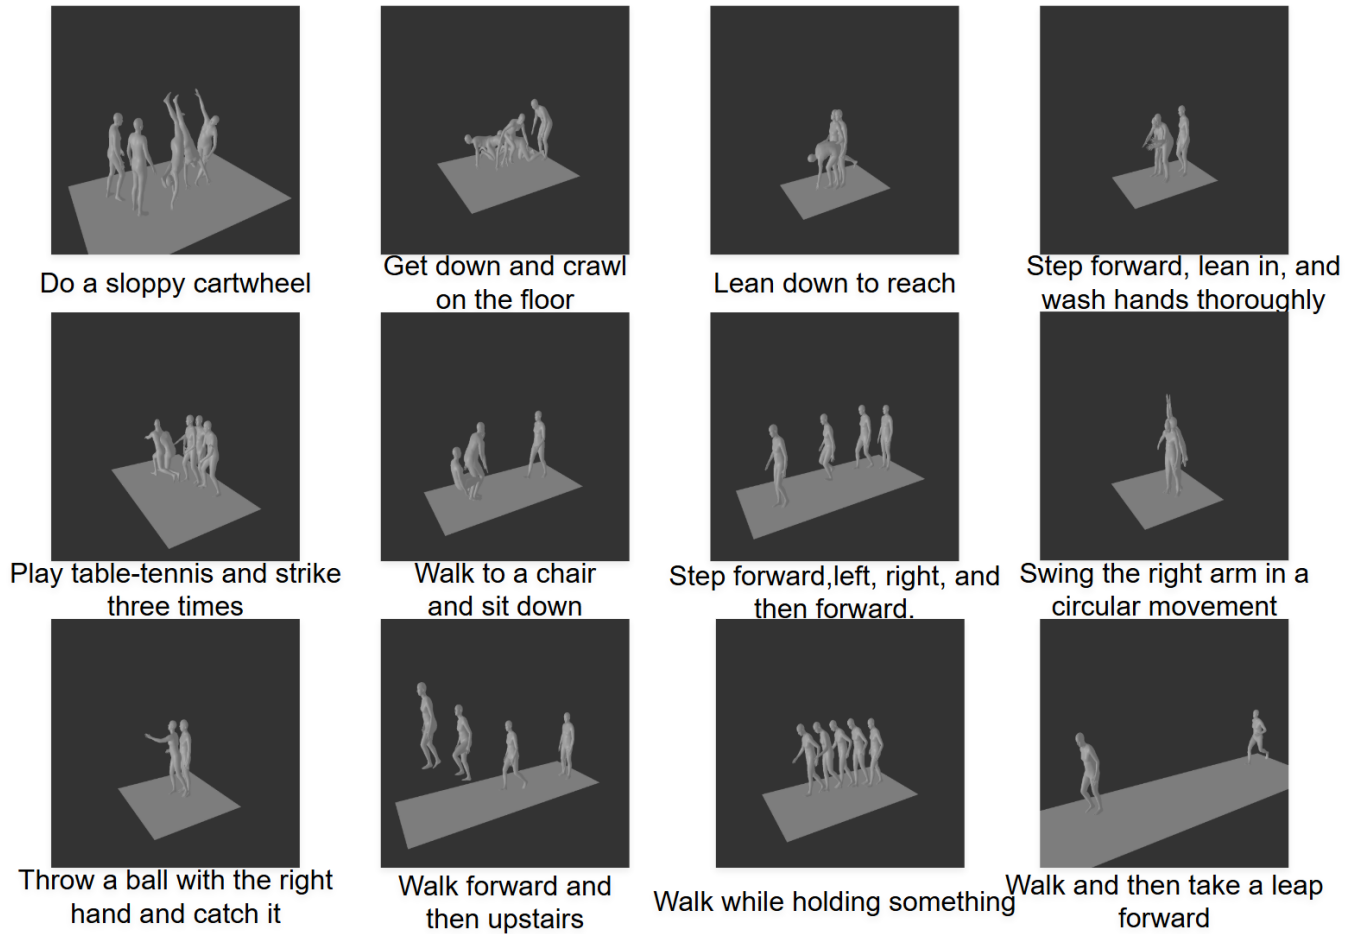 Do a sloppy cartwheel
Get down and crawl
on the floor
Lean down to reach
Step forward, lean in, and
wash hands thoroughly
Play table-tennis and strike
three times
Walk to a chair
and sit down
Step forward,left, right, and
then forward.
Swing the right arm in a
circular movement
Throw a ball with the right
hand and catch it
Walk forward and
then upstairs
Walk while holding something
Walk and then take a leap
forward